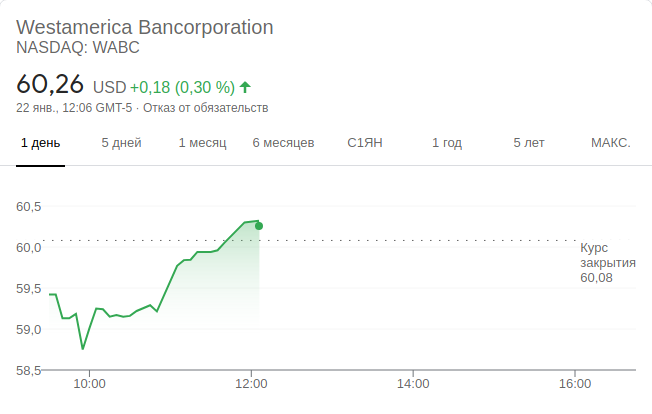 Westamerica Bancorporation
NASDAQ: WABC
60,26 USD +0,18 (0,30 %)
22 янв., 12:06 GMT-5 · Отказ от обязательств
1 день 5 дней 1 месяц 6 месяцев С1ЯН 1 год 5 лет МАКС.
60,5
60,0
59,5
59,0
58,5
Курс
закрытия
60,08
10:00 12:00 14:00 16:00